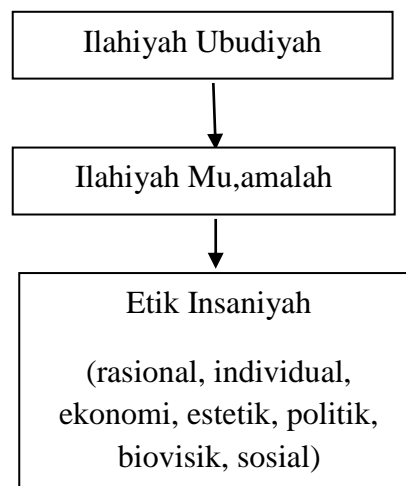 Ilahiyah Ubudiyah
Ilahiyah Mu,amalah
Etik Insaniyah
(rasional, individual,
ekonomi, estetik, politik,
biovisik, sosial)